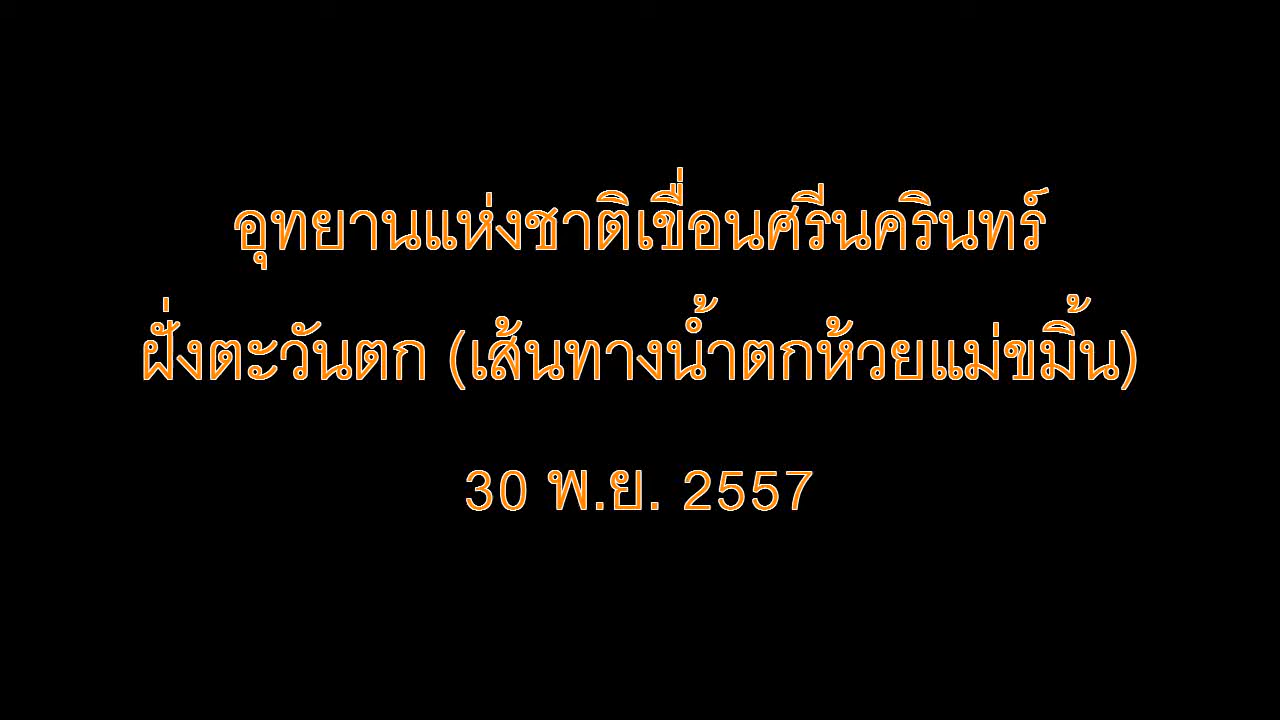 อุทยานแห่งชาติเขื่อนศรีนครินทร์
ฝั่งตะวันตก (เส้นทางน้ำตกห้วยแม่ขมิ้น)
30 พ.ย. 2557